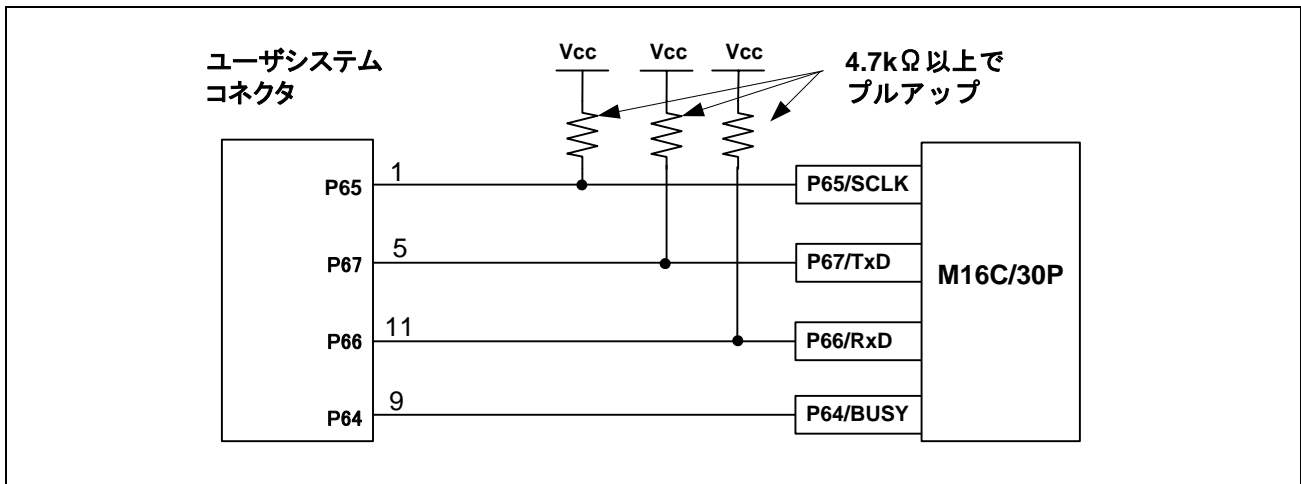 ユーザシステム
コネクタ
Vcc
Vcc
Vcc
4.7kΩ以上で
プルアップ
P65
1
P65/SCLK
P67
5
P67/TxD
M16C/30P
P66
11
P66/RxD
P64
9
P64/BUSY